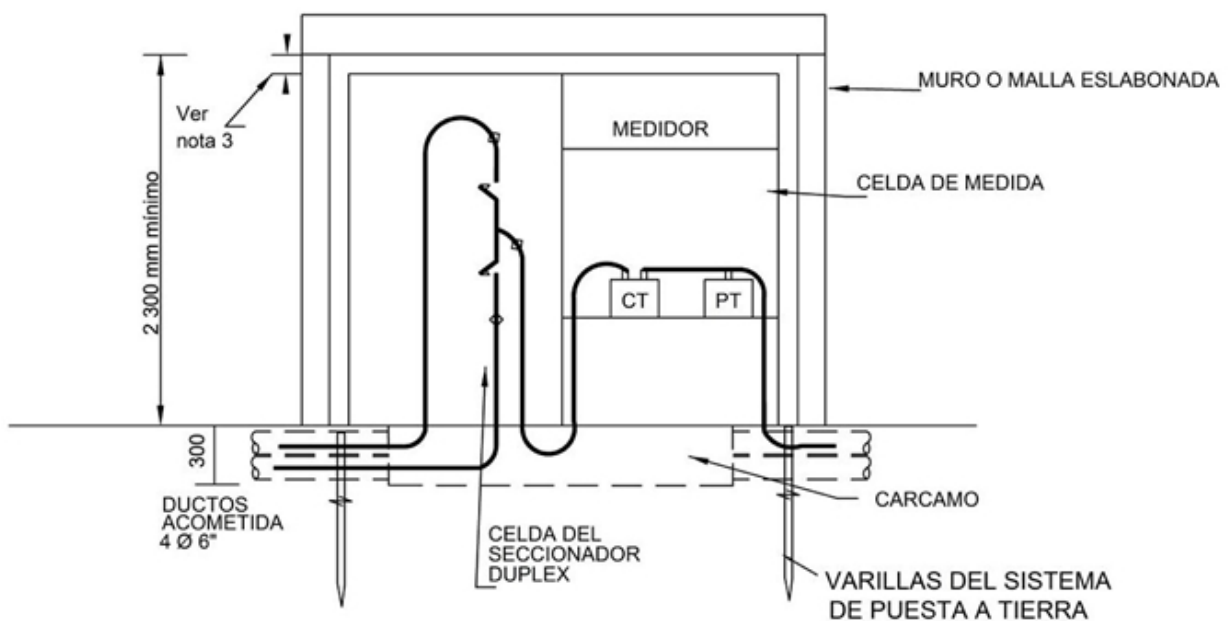 Ver
nota 3
2 300 mm mínimo
300
DUCTOS
ACOMETIDA
4 Ø 6"
MEDIDOR
CT
PT
MURO O MALLA ESLABONADA
CELDA DE MEDIDA
CARCAMO
CELDA DEL
SECCIONADOR
DUPLEX
VARILLAS DEL SISTEMA
DE PUESTA A TIERRA